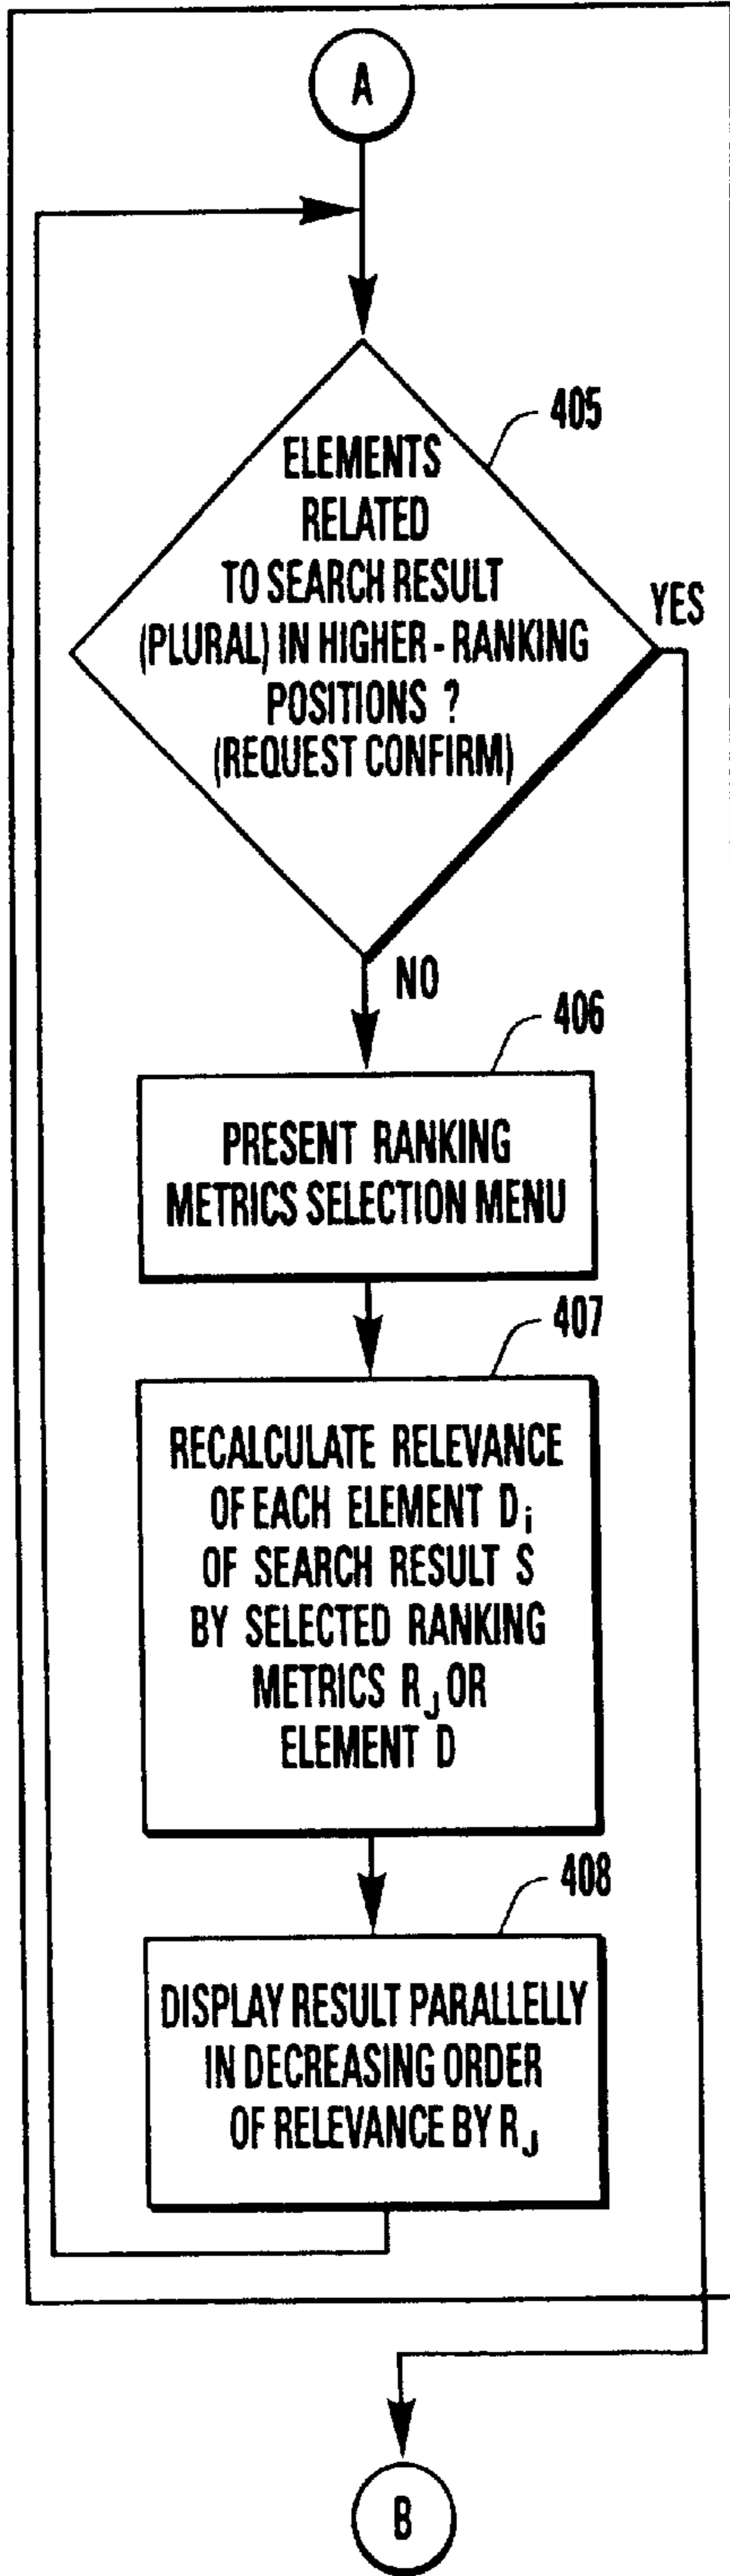 A
405
ELEMENTS
RELATED
TO SEARCH RESULT
(PLURAL) IN HIGHER - RANKING
POSITIONS ?
(REQUEST CONFIRM)
YES
NO
406
PRESENT RANKING
METRICS SELECTION MENU
407
RECALCULATE RELEVANCE
OF EACH ELEMENT Di
OF SEARCH RESULT S
BY SELECTED RANKING
METRICS RJ OR
ELEMENT D
408
DISPLAY RESULT PARALLELLY
IN DECREASING ORDER
OF RELEVANCE BY RJ
B